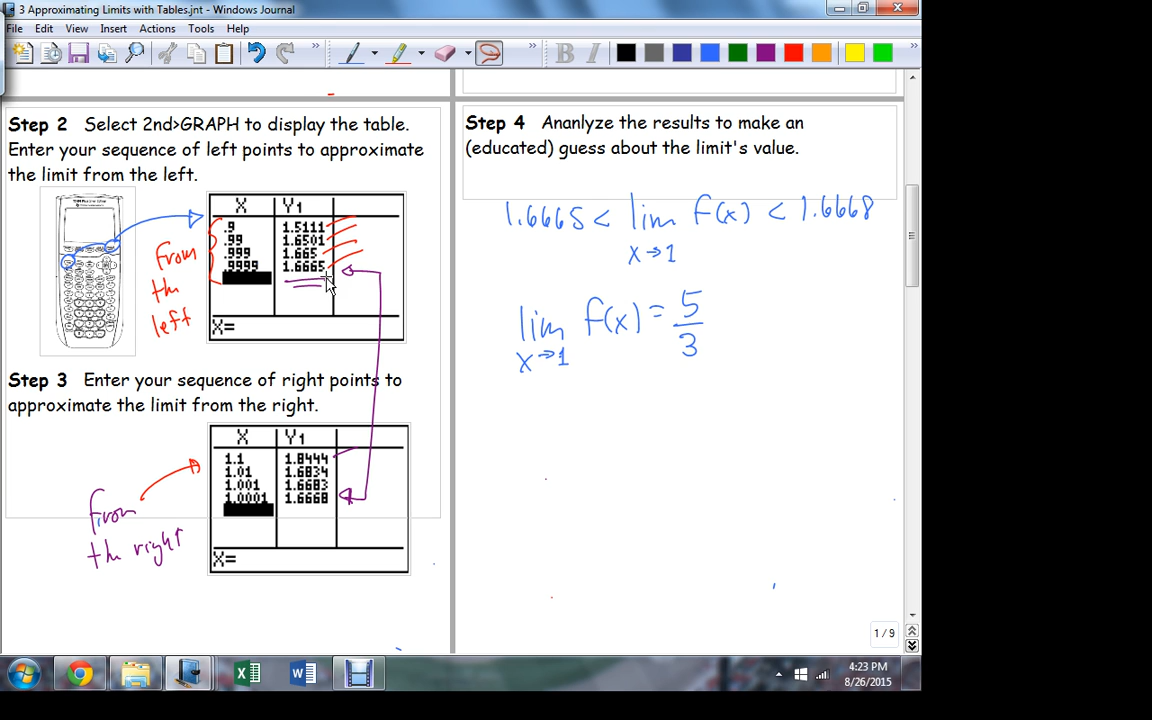 3 Approximating Limits with Tables.jnt - Windows Journal
File Edit View Insert Actions Tools Help
B I
Step 2 Select 2nd>GRAPH to display the table.
Enter your sequence of left points to approximate
the limit from the left.
X Y1
.9 1.5111
.99 1.6501
.999 1.665
.9999 1.6665
X=
from
the
left
Step 3 Enter your sequence of right points to
approximate the limit from the right.
X Y1
1.1 1.8444
1.01 1.6834
1.001 1.6683
1.0001 1.6668
X=
from
the right
Step 4 Ananlyze the results to make an
(educated) guess about the limit's value.
1.6665 < lim f(x) < 1.6668
x→1
lim f(x) = 5/3
x→1
1 / 9
4:23 PM
8/26/2015